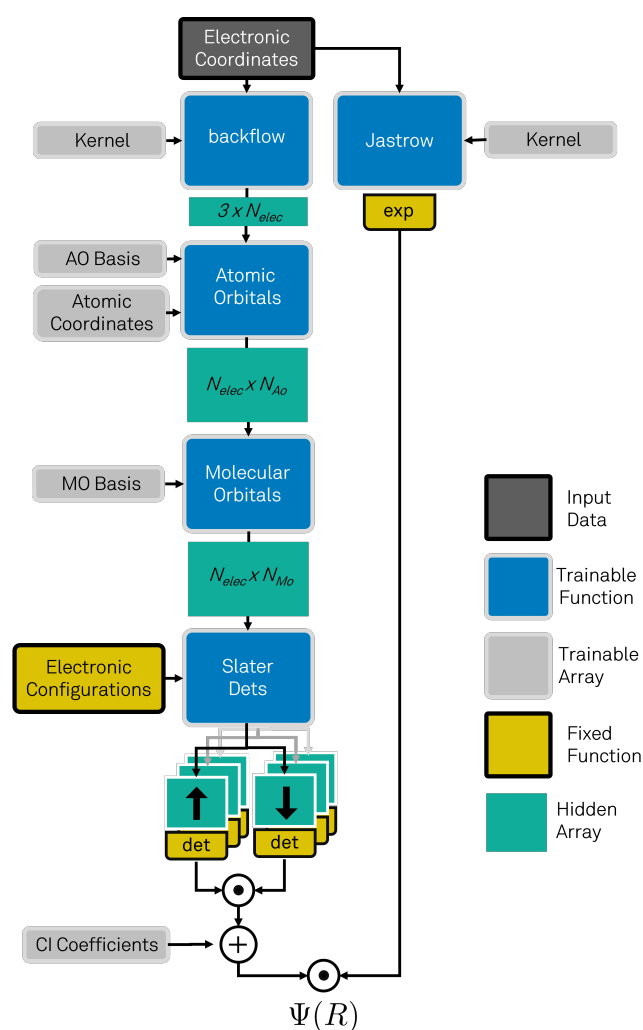 Electronic
Coordinates
Kernel
backflow
Jastrow
Kernel
exp
3 x N_elec
AO Basis
Atomic
Coordinates
Atomic
Orbitals
N_elec x N_Ao
MO Basis
Molecular
Orbitals
N_elec x N_Mo
Electronic
Configurations
Slater
Dets
det
det
CI Coefficients
+
Ψ(R)
Input
Data
Trainable
Function
Trainable
Array
Fixed
Function
Hidden
Array